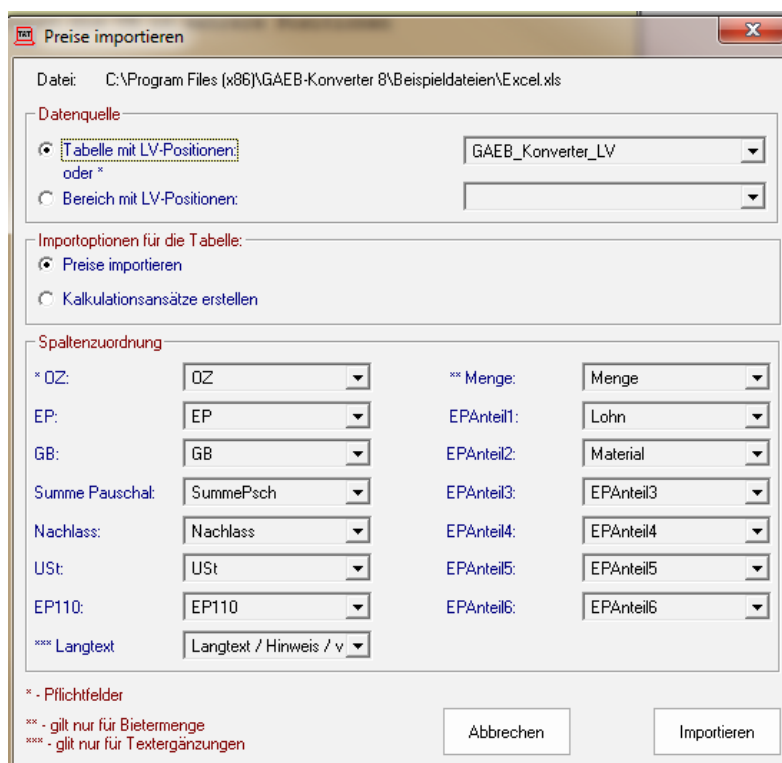 TAT Preise importieren
Datei: C:\Program Files (x86)\GAEB-Konverter 8\Beispieldateien\Excel.xls
Datenquelle
Tabelle mit LV-Positionen: GAEB_Konverter_LV
oder *
Bereich mit LV-Positionen:
Importoptionen für die Tabelle:
Preise importieren
Kalkulationsansätze erstellen
Spaltenzuordnung
* OZ: OZ ** Menge: Menge
EP: EP EPAnteil1: Lohn
GB: GB EPAnteil2: Material
Summe Pauschal: SummePsch EPAnteil3: EPAnteil3
Nachlass: Nachlass EPAnteil4: EPAnteil4
USt: USt EPAnteil5: EPAnteil5
EP110: EP110 EPAnteil6: EPAnteil6
*** Langtext Langtext / Hinweis / v
* - Pflichtfelder
** - gilt nur für Bietermenge
*** - glit nur für Textergänzungen
Abbrechen Importieren